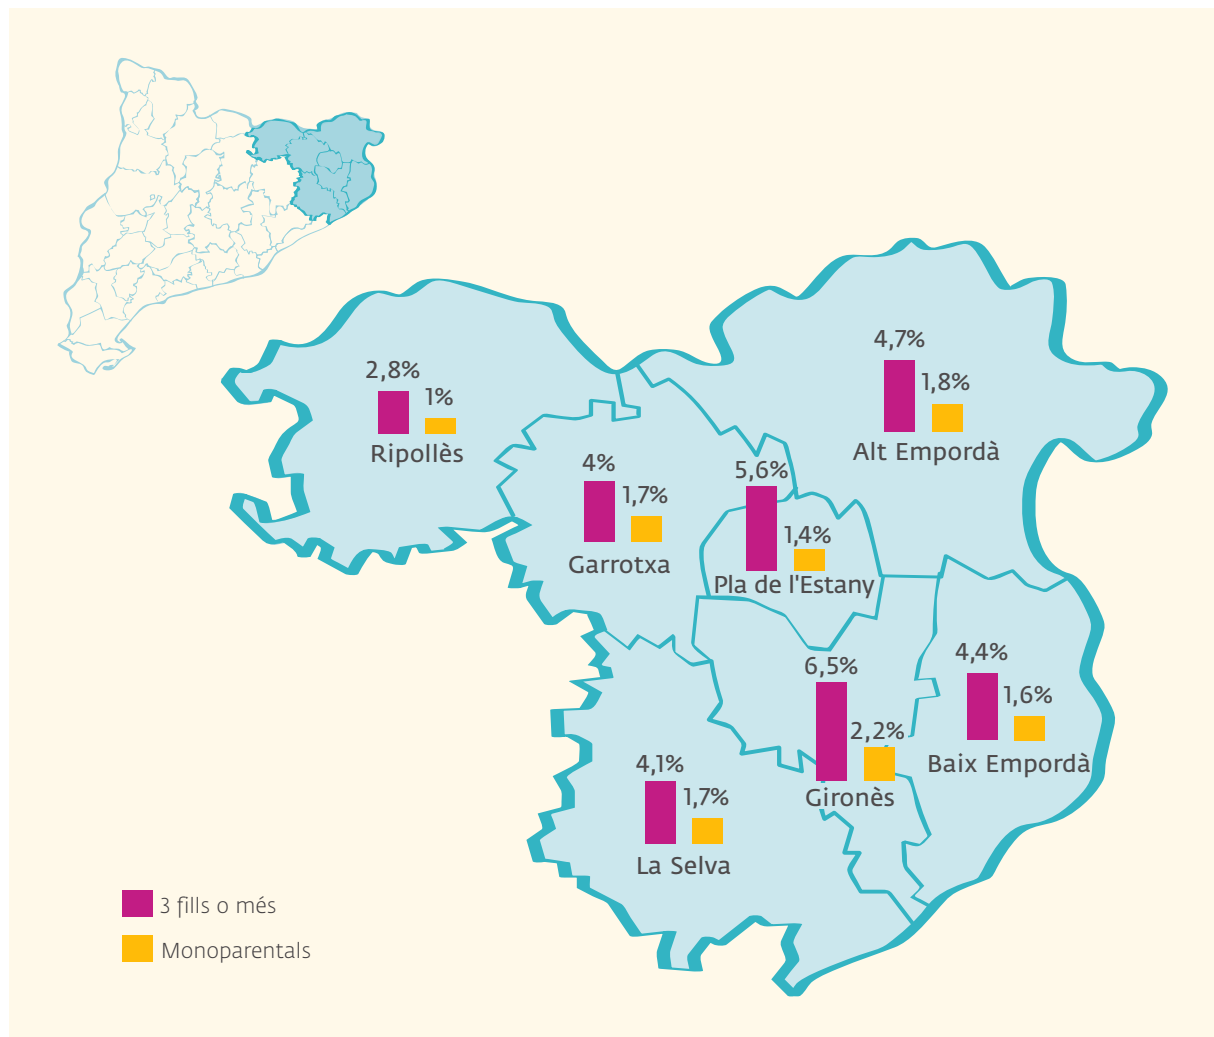 4,7%
1,8%
Alt Empordà
2,8%
1%
Ripollès
4%
1,7%
Garrotxa
5,6%
1,4%
Pla de l'Estany
6,5%
2,2%
Gironès
4,4%
1,6%
Baix Empordà
4,1%
1,7%
La Selva
3 fills o més
Monoparentals